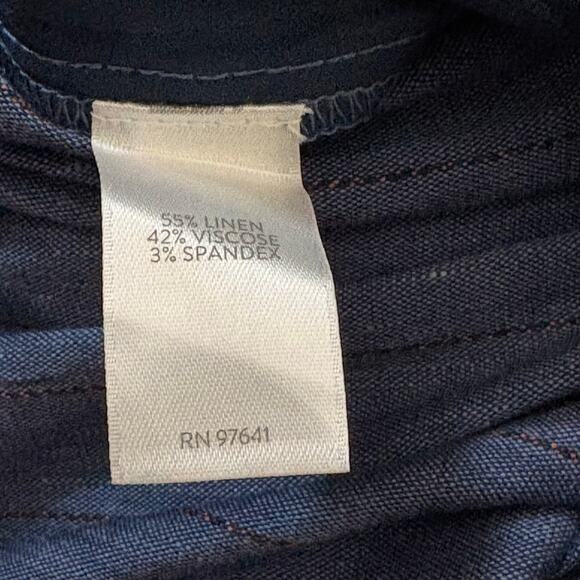 55% LINEN
42% VISCOSE
3% SPANDEX
RN 97641